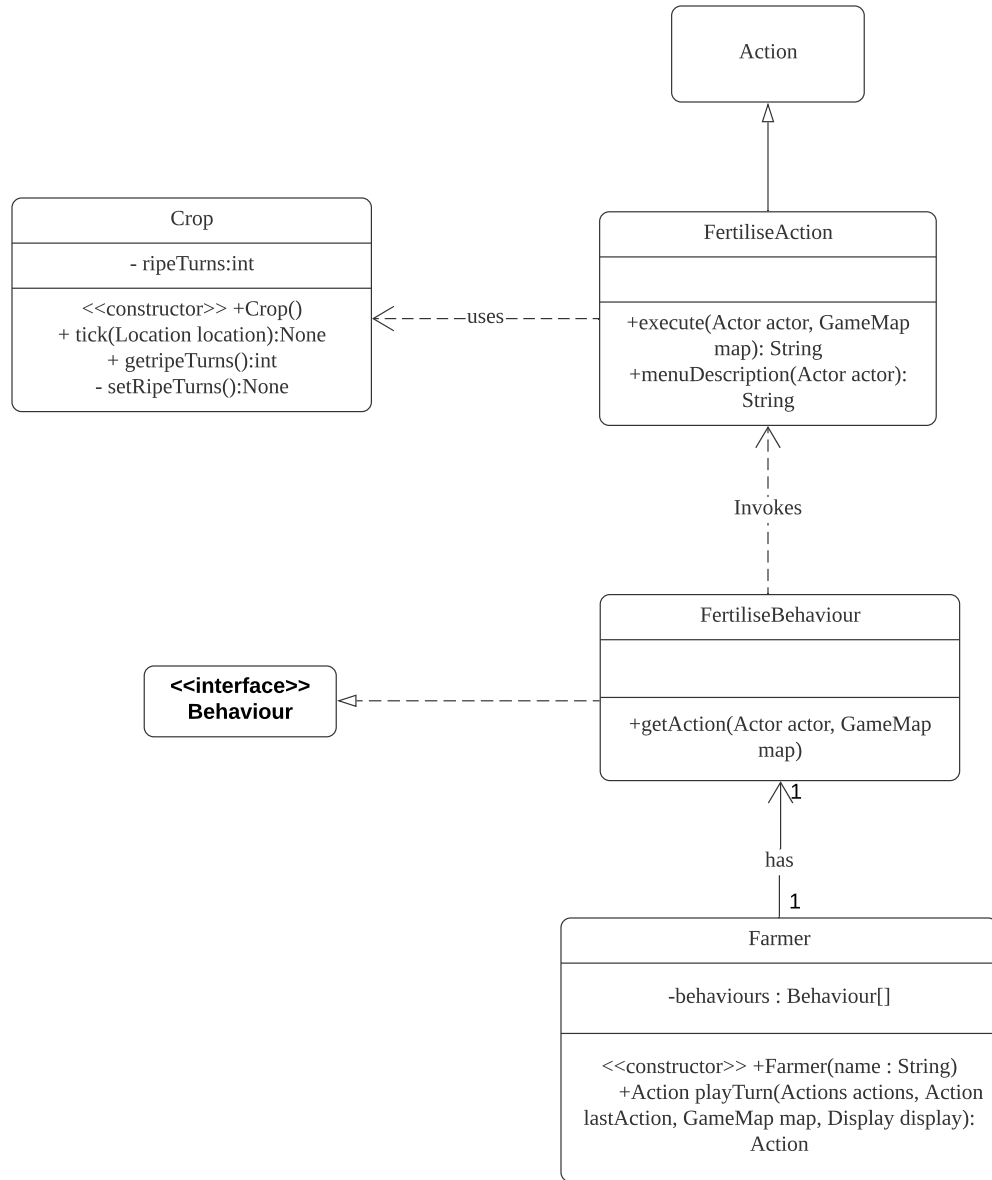 Action
Crop
- ripeTurns:int
<<constructor>> +Crop()
+ tick(Location location):None
+ getripeTurns():int
- setRipeTurns():None
uses
FertiliseAction
+execute(Actor actor, GameMap
map): String
+menuDescription(Actor actor):
String
Invokes
<<interface>>
Behaviour
FertiliseBehaviour
+getAction(Actor actor, GameMap
map)
1
has
1
Farmer
-behaviours : Behaviour[]
<<constructor>> +Farmer(name : String)
+Action playTurn(Actions actions, Action
lastAction, GameMap map, Display display):
Action